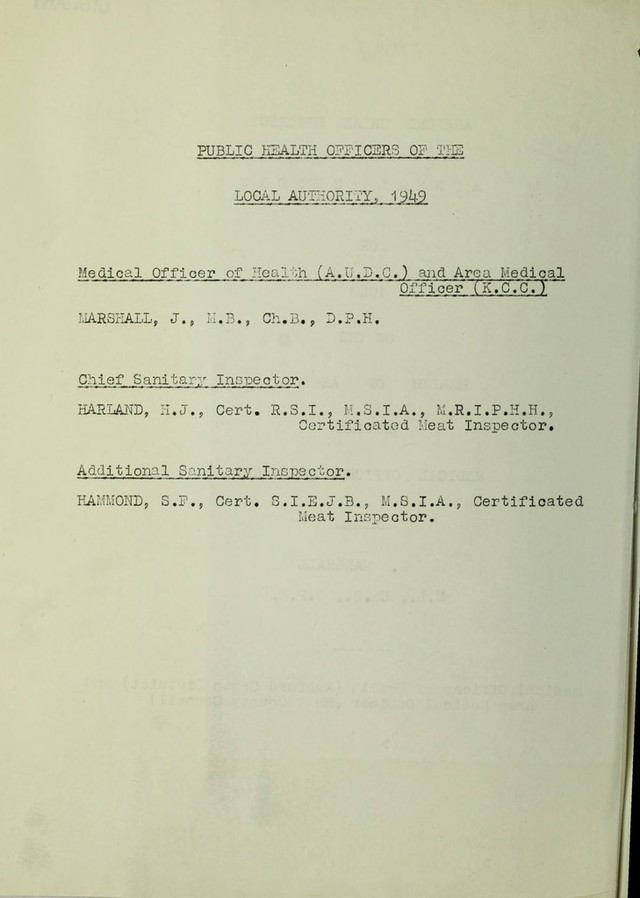 PUBLIC HEALTH OFFICERS OF THE
LOCAL AUTHORITY, 1949
Medical Officer of Health (A.U.D.C.) and Area Medical
Officer (K.C.C.)
MARSHALL, J., M.B., Ch.B., D.P.H.
Chief Sanitary Inspector.
HARLAND, H.J., Cert. R.S.I., M.S.I.A., M.R.I.P.H.H.,
Certificated Meat Inspector.
Additional Sanitary Inspector.
HAMMOND, S.F., Cert. S.I.E.J.B., M.S.I.A., Certificated
Meat Inspector.